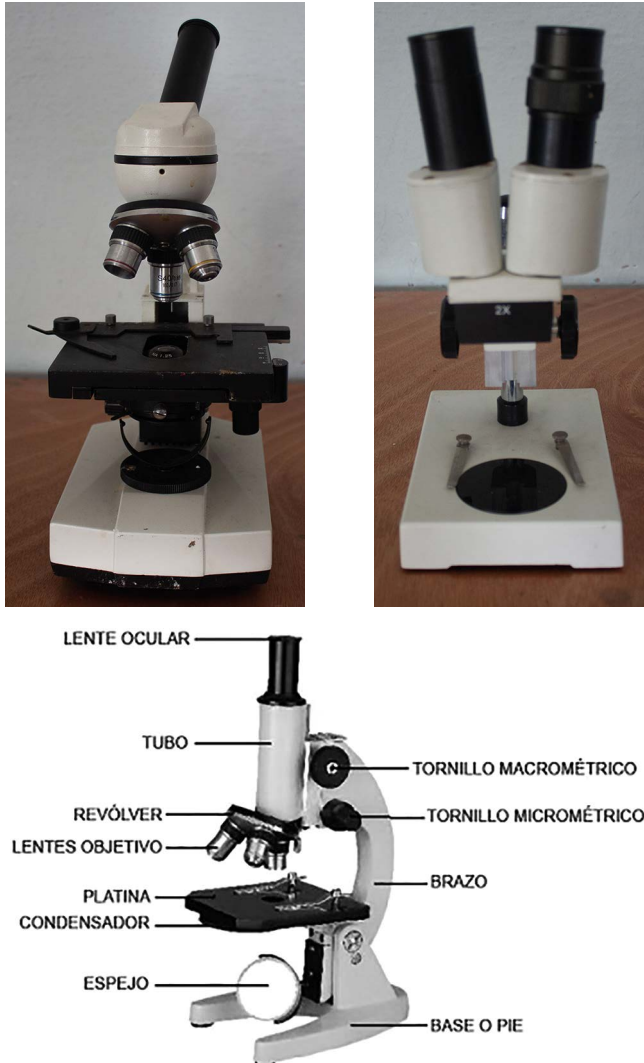 2X
LENTE OCULAR
TUBO
TORNILLO MACROMÉTRICO
REVÓLVER
TORNILLO MICROMÉTRICO
LENTES OBJETIVO
PLATINA
BRAZO
CONDENSADOR
ESPEJO
BASE O PIE